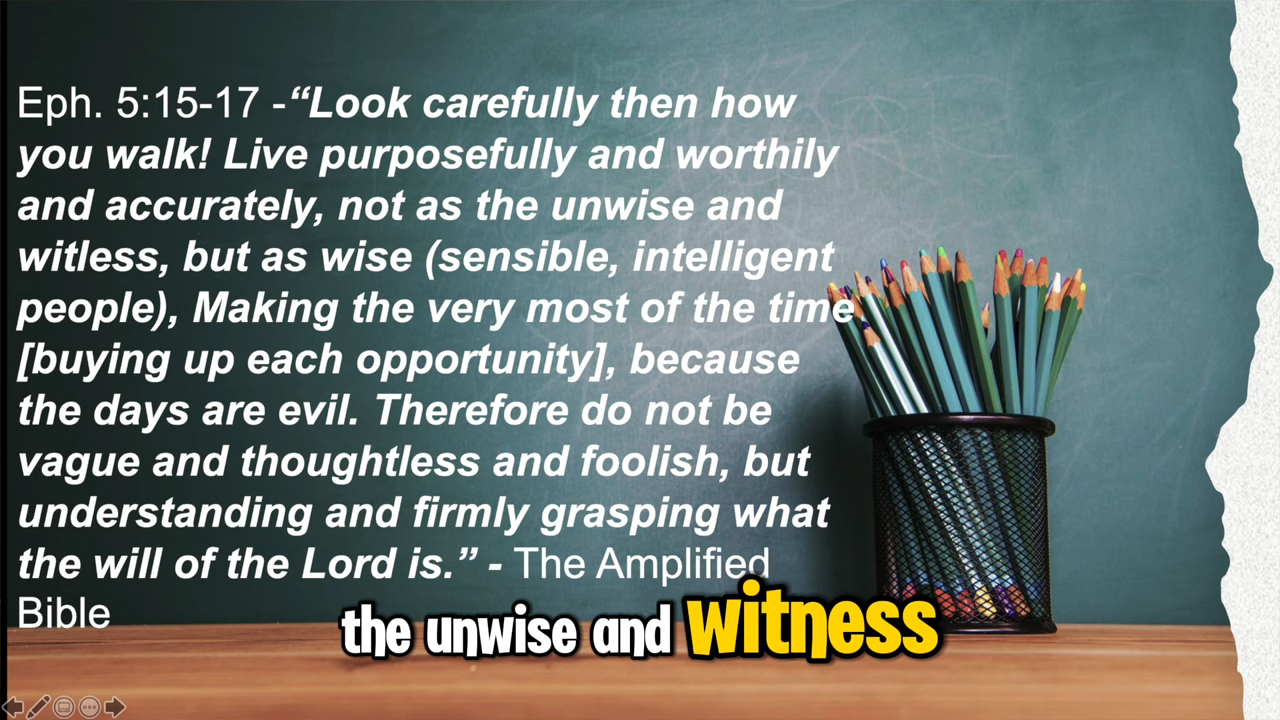 Eph. 5:15-17 -“Look carefully then how
you walk! Live purposefully and worthily
and accurately, not as the unwise and
witless, but as wise (sensible, intelligent
people), Making the very most of the time
[buying up each opportunity], because
the days are evil. Therefore do not be
vague and thoughtless and foolish, but
understanding and firmly grasping what
the will of the Lord is.” - The Amplified
Bible
the unwise and witness